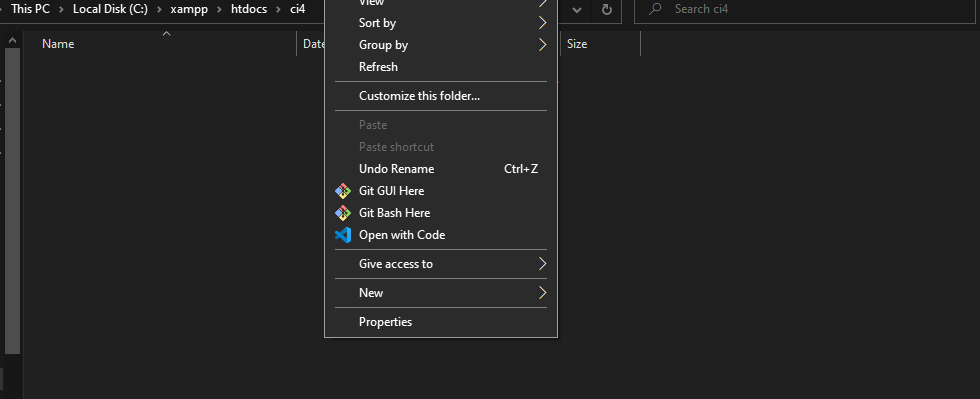 This PC > Local Disk (C:) > xampp > htdocs > ci4
Search ci4
Name
Date
Size
View
Sort by
Group by
Refresh
Customize this folder...
Paste
Paste shortcut
Undo Rename Ctrl+Z
Git GUI Here
Git Bash Here
Open with Code
Give access to
New
Properties